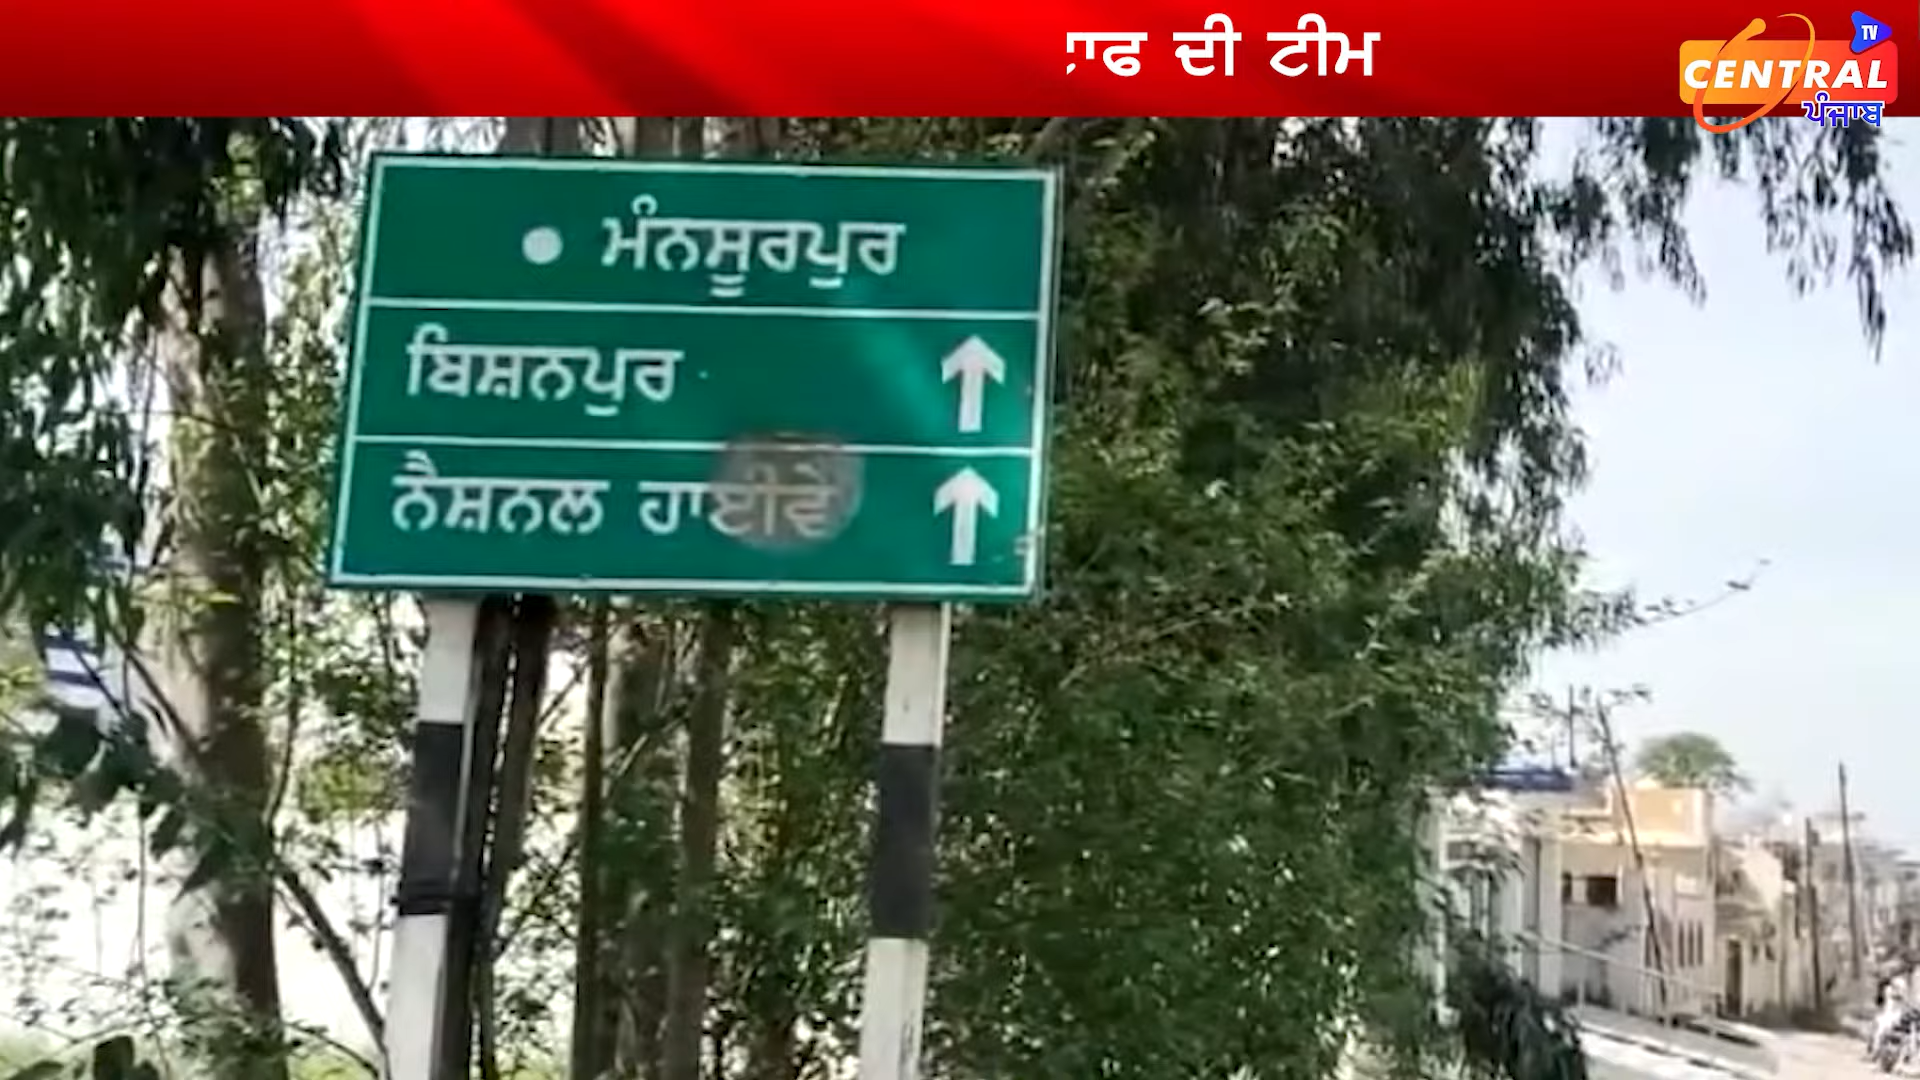 ਦੀ ਟੀਮ
TV
CENTRAL
ਪੰਜਾਬ
• ਮੰਨਸੂਰਪੁਰ
ਬਿਸ਼ਨਪੁਰ ↑
ਨੈਸ਼ਨਲ ਹਾਈਵੇ ↑